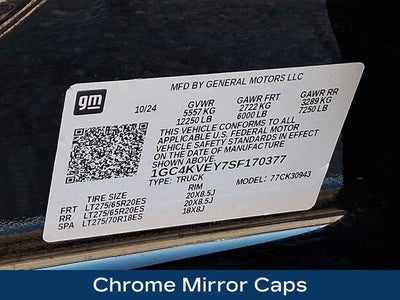 gm
MFD BY GENERAL MOTORS LLC
10/24 GVWR GAWR FRT GAWR RR
5557 KG 2722 KG 3289 KG
12250 LB 6000 LB 7250 LB
THIS VEHICLE CONFORMS TO ALL
APPLICABLE U.S. FEDERAL MOTOR
VEHICLE SAFETY STANDARDS IN
EFFECT ON THE DATE OF MANUFACTURE
SHOWN ABOVE
1GC4KVEY7SF170377
TYPE: TRUCK MODEL: 77CK30943
TIRE SIZE RIM
FRT LT275/65R20ES 20X8.5J
RR LT275/65R20ES 20X8.5J
SPA LT275/70R18ES 18X8J
Chrome Mirror Caps